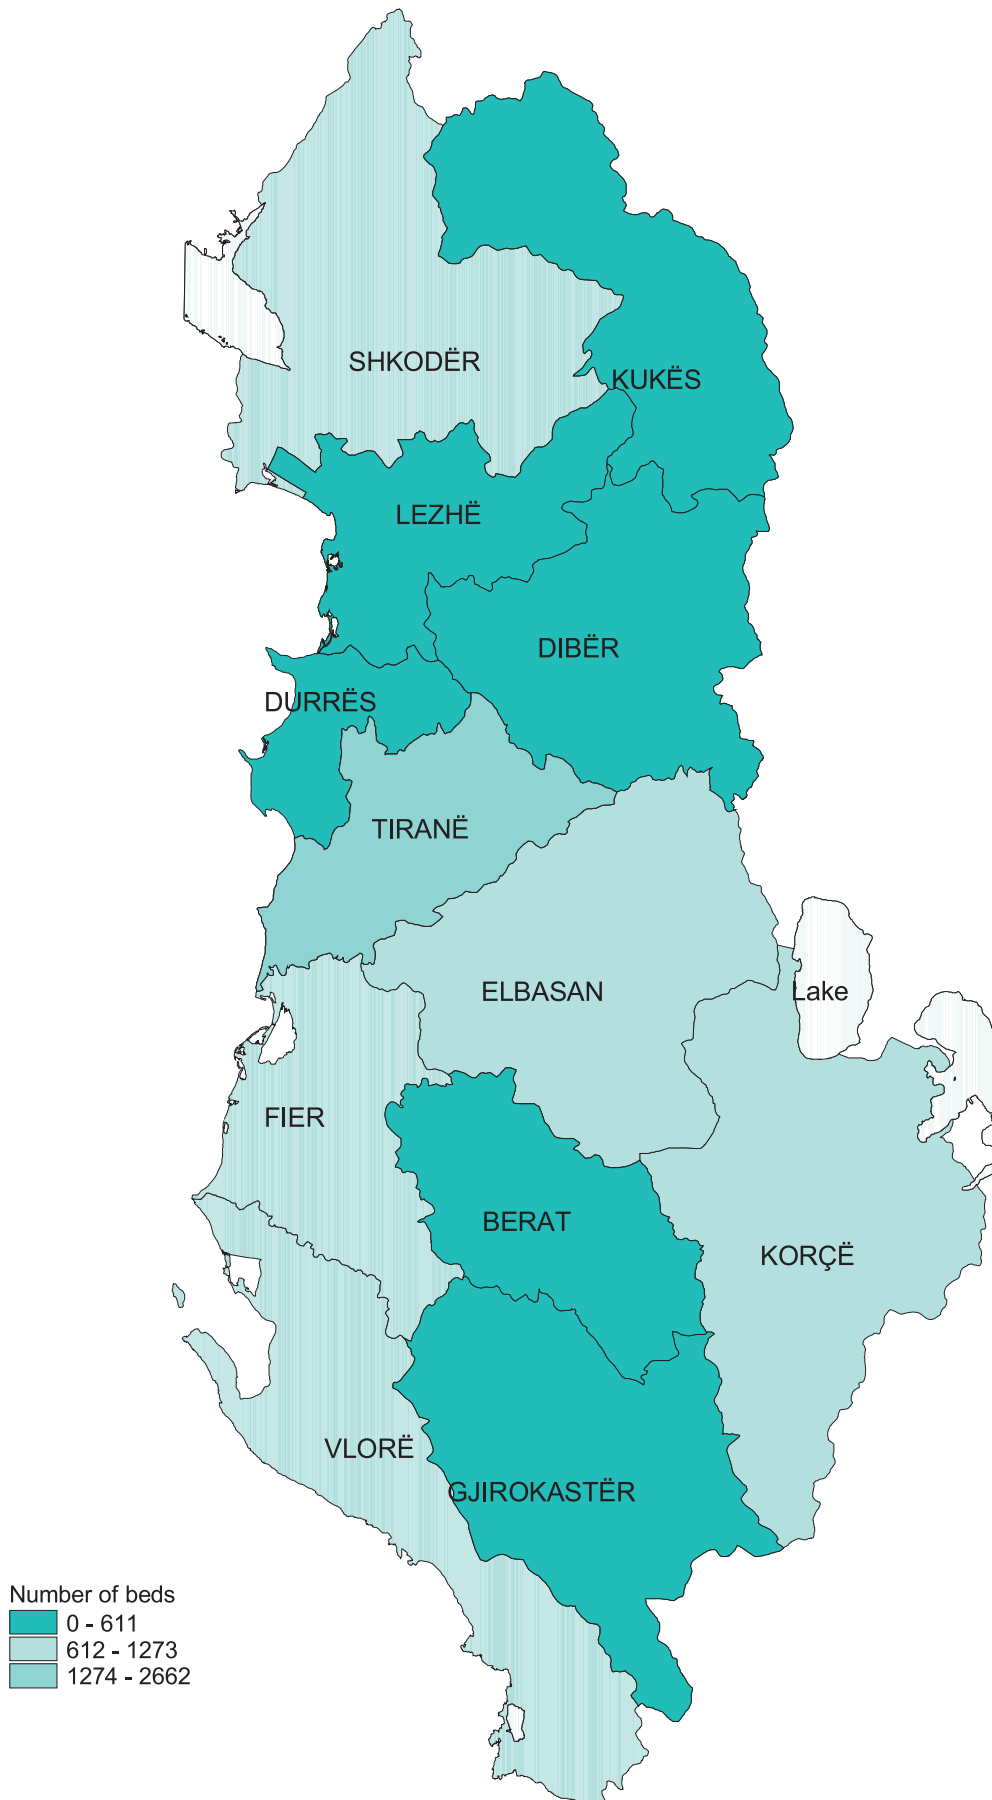 SHKODËR
KUKËS
LEZHË
DIBËR
DURRËS
TIRANË
ELBASAN
Lake
FIER
BERAT
KORÇË
VLORË
GJIROKASTËR
Number of beds
0 - 611
612 - 1273
1274 - 2662